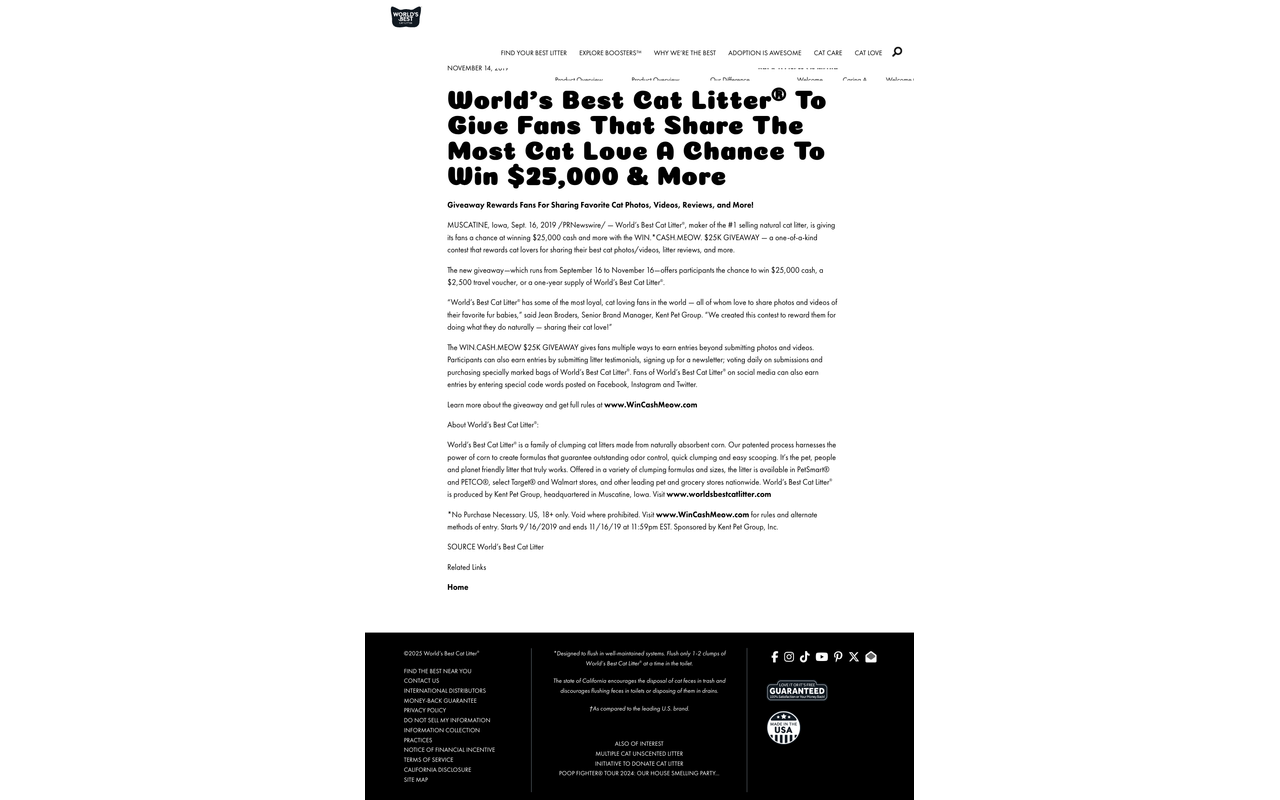 WORLD'S
BEST
CAT LITTER
FIND YOUR BEST LITTER EXPLORE BOOSTERS™ WHY WE'RE THE BEST ADOPTION IS AWESOME CAT CARE CAT LOVE
NOVEMBER 14, 2019
Product Overview Product Overview Our Difference Welcome Caring A Welcome
World's Best Cat Litter® To
Give Fans That Share The
Most Cat Love A Chance To
Win $25,000 & More
Giveaway Rewards Fans For Sharing Favorite Cat Photos, Videos, Reviews, and More!
MUSCATINE, Iowa, Sept. 16, 2019 /PRNewswire/ — World's Best Cat Litter®, maker of the #1 selling natural cat litter, is giving
its fans a chance at winning $25,000 cash and more with the WIN.*CASH.MEOW. $25K GIVEAWAY — a one-of-a-kind
contest that rewards cat lovers for sharing their best cat photos/videos, litter reviews, and more.
The new giveaway—which runs from September 16 to November 16—offers participants the chance to win $25,000 cash, a
$2,500 travel voucher, or a one-year supply of World's Best Cat Litter®.
"World's Best Cat Litter® has some of the most loyal, cat loving fans in the world — all of whom love to share photos and videos of
their favorite fur babies," said Jean Broders, Senior Brand Manager, Kent Pet Group. "We created this contest to reward them for
doing what they do naturally — sharing their cat love!"
The WIN.CASH.MEOW $25K GIVEAWAY gives fans multiple ways to earn entries beyond submitting photos and videos.
Participants can also earn entries by submitting litter testimonials, signing up for a newsletter; voting daily on submissions and
purchasing specially marked bags of World's Best Cat Litter®. Fans of World's Best Cat Litter® on social media can also earn
entries by entering special code words posted on Facebook, Instagram and Twitter.
Learn more about the giveaway and get full rules at www.WinCashMeow.com
About World's Best Cat Litter®:
World's Best Cat Litter® is a family of clumping cat litters made from naturally absorbent corn. Our patented process harnesses the
power of corn to create formulas that guarantee outstanding odor control, quick clumping and easy scooping. It's the pet, people
and planet friendly litter that truly works. Offered in a variety of clumping formulas and sizes, the litter is available in PetSmart®
and PETCO®, select Target® and Walmart stores, and other leading pet and grocery stores nationwide. World's Best Cat Litter®
is produced by Kent Pet Group, headquartered in Muscatine, Iowa. Visit www.worldsbestcatlitter.com
*No Purchase Necessary. US, 18+ only. Void where prohibited. Visit www.WinCashMeow.com for rules and alternate
methods of entry. Starts 9/16/2019 and ends 11/16/19 at 11:59pm EST. Sponsored by Kent Pet Group, Inc.
SOURCE World's Best Cat Litter
Related Links
Home
©2025 World's Best Cat Litter®
FIND THE BEST NEAR YOU
CONTACT US
INTERNATIONAL DISTRIBUTORS
MONEY-BACK GUARANTEE
PRIVACY POLICY
DO NOT SELL MY INFORMATION
INFORMATION COLLECTION
PRACTICES
NOTICE OF FINANCIAL INCENTIVE
TERMS OF SERVICE
CALIFORNIA DISCLOSURE
SITE MAP
*Designed to flush in well-maintained systems. Flush only 1-2 clumps of
World's Best Cat Litter® at a time in the toilet.
The state of California encourages the disposal of cat feces in trash and
discourages flushing feces in toilets or disposing of them in drains.
†As compared to the leading U.S. brand.
ALSO OF INTEREST
MULTIPLE CAT UNSCENTED LITTER
INITIATIVE TO DONATE CAT LITTER
POOP FIGHTER® TOUR 2024: OUR HOUSE SMELLING PARTY...
LOVE IT OR IT'S FREE
GUARANTEED
100% Satisfaction or Your Money Back!
MADE IN THE
USA